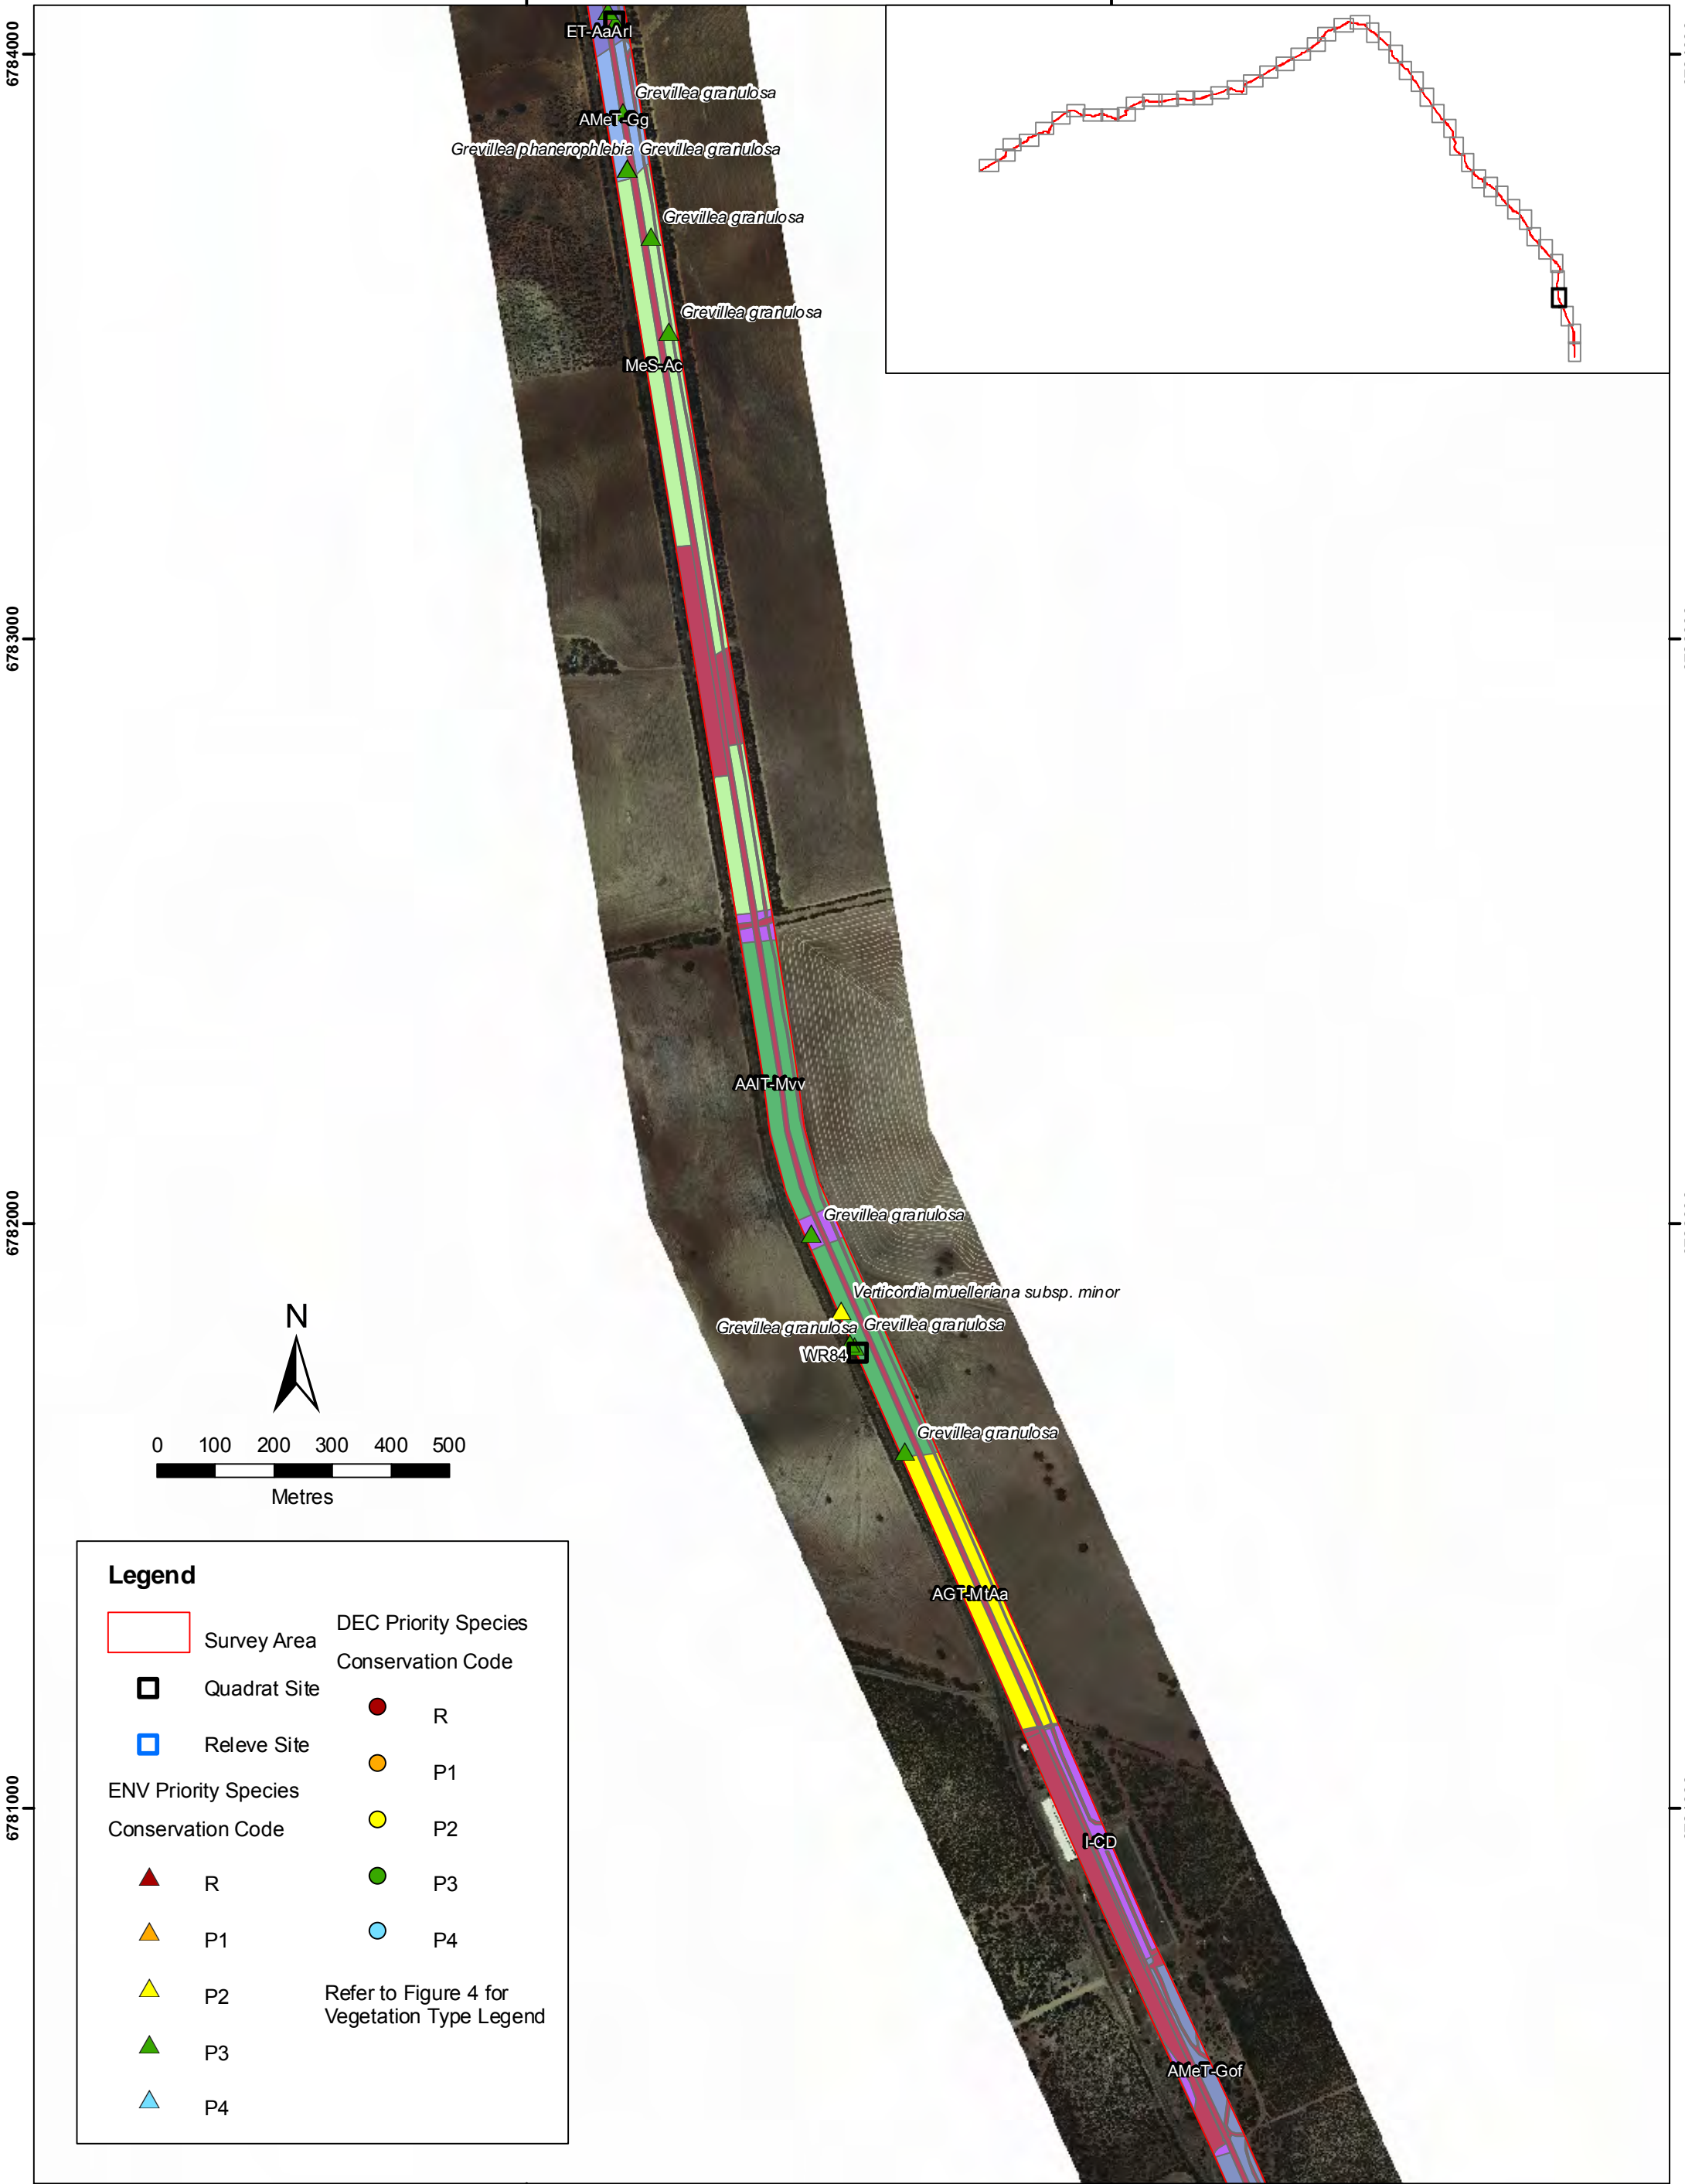 ET-AaArl
6784000
Grevillea granulosa
AMeT-Gg
Grevillea phanerophlebia Grevillea granulosa
Grevillea granulosa
Grevillea granulosa
MeS-Ac
6783000
AAIT-Mvv
Grevillea granulosa
6782000
Verticordia muelleriana subsp. minor
Grevillea granulosa Grevillea granulosa
WR84
N
Grevillea granulosa
0 100 200 300 400 500
Metres
AGT-MtAa
Legend
Survey Area
Quadrat Site
Releve Site
ENV Priority Species
Conservation Code
R
P1
P2
P3
P4
DEC Priority Species
Conservation Code
R
P1
P2
P3
P4
Refer to Figure 4 for
Vegetation Type Legend
6781000
I-CD
AMeT-Gof